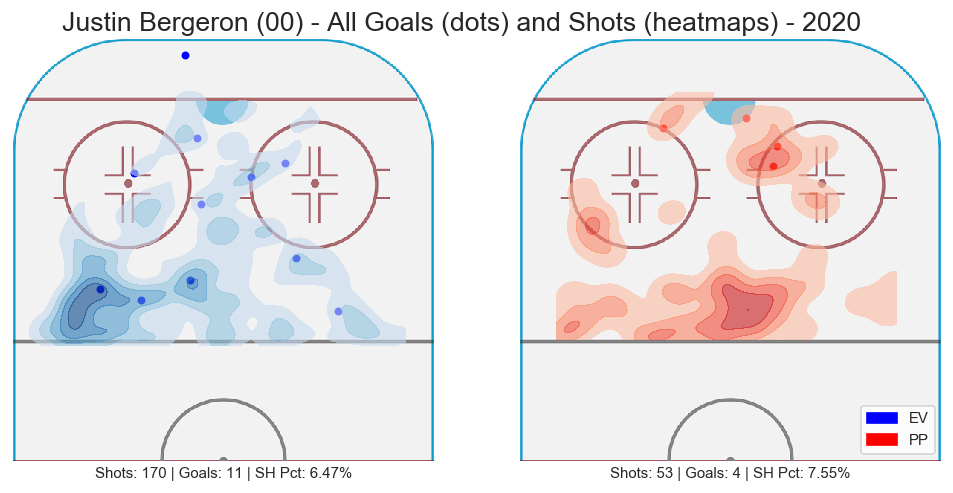 Justin Bergeron (00) - All Goals (dots) and Shots (heatmaps) - 2020
EV
PP
Shots: 170 | Goals: 11 | SH Pct: 6.47%
Shots: 53 | Goals: 4 | SH Pct: 7.55%